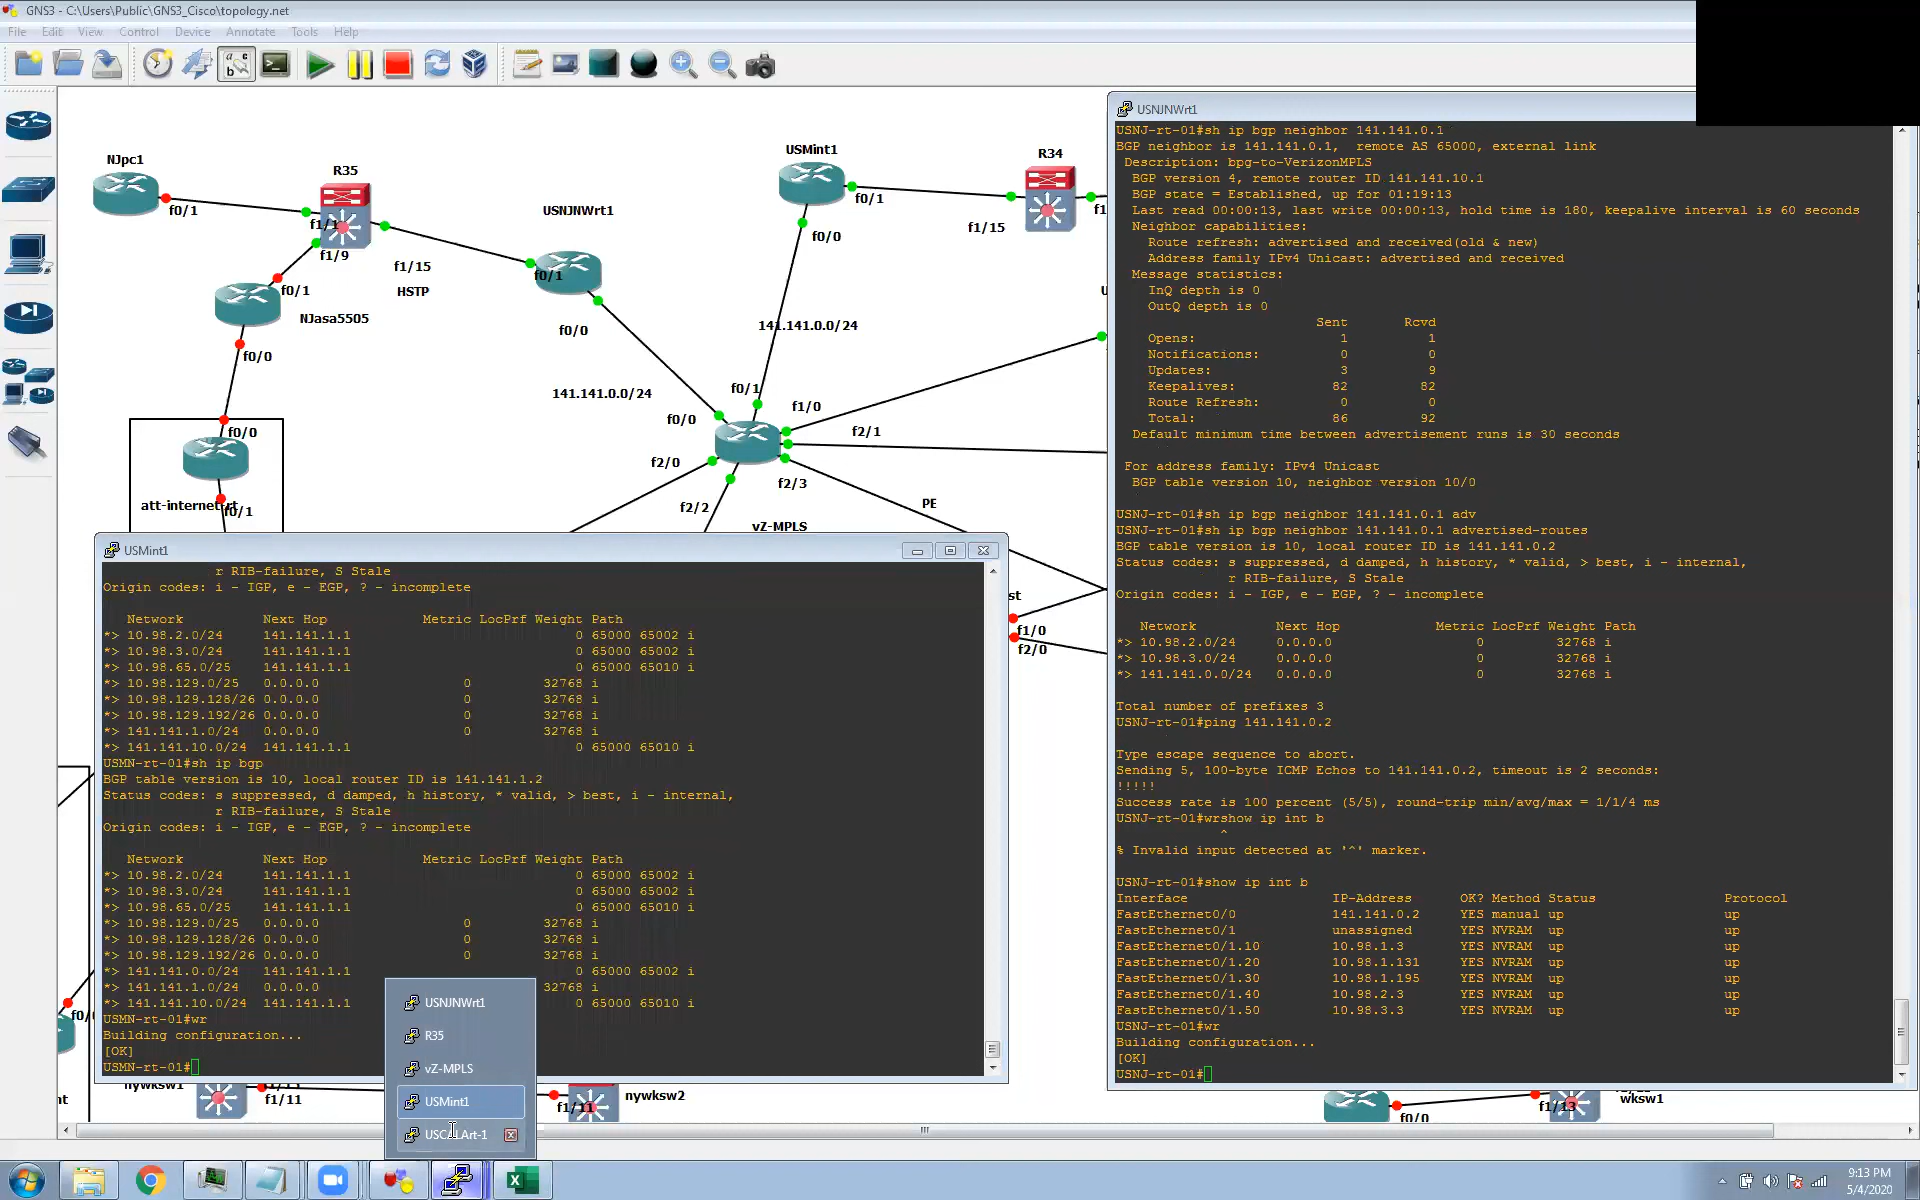 GNS3 - C:\Users\Public\GNS3_Cisco\topology.net
File Edit View Control Device Annotate Tools Help
NJpc1
f0/1
R35
f1/1
f1/9
f1/15
HSTP
f0/1
NJasa5505
f0/0
f0/0
att-internet-rt
f0/1
USNJNWrt1
f0/1
f0/0
141.141.0.0/24
USMint1
f0/1
f0/0
141.141.0.0/24
R34
f1/15
f0/1
f0/0
f1/0
f2/1
f2/0
f2/2
f2/3
PE
vZ-MPLS
st
f1/0
f2/0
USMint1
r RIB-failure, S Stale
Origin codes: i - IGP, e - EGP, ? - incomplete
Network Next Hop Metric LocPrf Weight Path
*> 10.98.2.0/24 141.141.1.1 0 65000 65002 i
*> 10.98.3.0/24 141.141.1.1 0 65000 65002 i
*> 10.98.65.0/25 141.141.1.1 0 65000 65010 i
*> 10.98.129.0/25 0.0.0.0 0 32768 i
*> 10.98.129.128/26 0.0.0.0 0 32768 i
*> 10.98.129.192/26 0.0.0.0 0 32768 i
*> 141.141.1.0/24 0.0.0.0 0 32768 i
*> 141.141.10.0/24 141.141.1.1 0 65000 65010 i
USMN-rt-01#sh ip bgp
BGP table version is 10, local router ID is 141.141.1.2
Status codes: s suppressed, d damped, h history, * valid, > best, i - internal,
r RIB-failure, S Stale
Origin codes: i - IGP, e - EGP, ? - incomplete
Network Next Hop Metric LocPrf Weight Path
*> 10.98.2.0/24 141.141.1.1 0 65000 65002 i
*> 10.98.3.0/24 141.141.1.1 0 65000 65002 i
*> 10.98.65.0/25 141.141.1.1 0 65000 65010 i
*> 10.98.129.0/25 0.0.0.0 0 32768 i
*> 10.98.129.128/26 0.0.0.0 0 32768 i
*> 10.98.129.192/26 0.0.0.0 0 32768 i
*> 141.141.0.0/24 141.141.1.1 0 65000 65002 i
*> 141.141.1.0/24 0.0.0.0 0 32768 i
*> 141.141.10.0/24 141.141.1.1 0 65000 65010 i
USMN-rt-01#wr
Building configuration...
[OK]
USMN-rt-01#
USNJNWrt1
R35
vZ-MPLS
USMint1
USCALArt-1
USNJNWrt1
USNJ-rt-01#sh ip bgp neighbor 141.141.0.1
BGP neighbor is 141.141.0.1, remote AS 65000, external link
Description: bpg-to-VerizonMPLS
BGP version 4, remote router ID 141.141.10.1
BGP state = Established, up for 01:19:13
Last read 00:00:13, last write 00:00:13, hold time is 180, keepalive interval is 60 seconds
Neighbor capabilities:
Route refresh: advertised and received(old & new)
Address family IPv4 Unicast: advertised and received
Message statistics:
InQ depth is 0
OutQ depth is 0
Sent Rcvd
Opens: 1 1
Notifications: 0 0
Updates: 3 9
Keepalives: 82 82
Route Refresh: 0 0
Total: 86 92
Default minimum time between advertisement runs is 30 seconds
For address family: IPv4 Unicast
BGP table version 10, neighbor version 10/0
USNJ-rt-01#sh ip bgp neighbor 141.141.0.1 adv
USNJ-rt-01#sh ip bgp neighbor 141.141.0.1 advertised-routes
BGP table version is 10, local router ID is 141.141.0.2
Status codes: s suppressed, d damped, h history, * valid, > best, i - internal,
r RIB-failure, S Stale
Origin codes: i - IGP, e - EGP, ? - incomplete
Network Next Hop Metric LocPrf Weight Path
*> 10.98.2.0/24 0.0.0.0 0 32768 i
*> 10.98.3.0/24 0.0.0.0 0 32768 i
*> 141.141.0.0/24 0.0.0.0 0 32768 i
Total number of prefixes 3
USNJ-rt-01#ping 141.141.0.2
Type escape sequence to abort.
Sending 5, 100-byte ICMP Echos to 141.141.0.2, timeout is 2 seconds:
!!!!!
Success rate is 100 percent (5/5), round-trip min/avg/max = 1/1/4 ms
USNJ-rt-01#wrshow ip int b
^
% Invalid input detected at '^' marker.
USNJ-rt-01#show ip int b
Interface IP-Address OK? Method Status Protocol
FastEthernet0/0 141.141.0.2 YES manual up up
FastEthernet0/1 unassigned YES NVRAM up up
FastEthernet0/1.10 10.98.1.3 YES NVRAM up up
FastEthernet0/1.20 10.98.1.131 YES NVRAM up up
FastEthernet0/1.30 10.98.1.195 YES NVRAM up up
FastEthernet0/1.40 10.98.2.3 YES NVRAM up up
FastEthernet0/1.50 10.98.3.3 YES NVRAM up up
USNJ-rt-01#wr
Building configuration...
[OK]
USNJ-rt-01#
nywksw1
f1/11
f1/11
nywksw2
f0/0
f1/13
wksw1
9:13 PM
5/4/2020